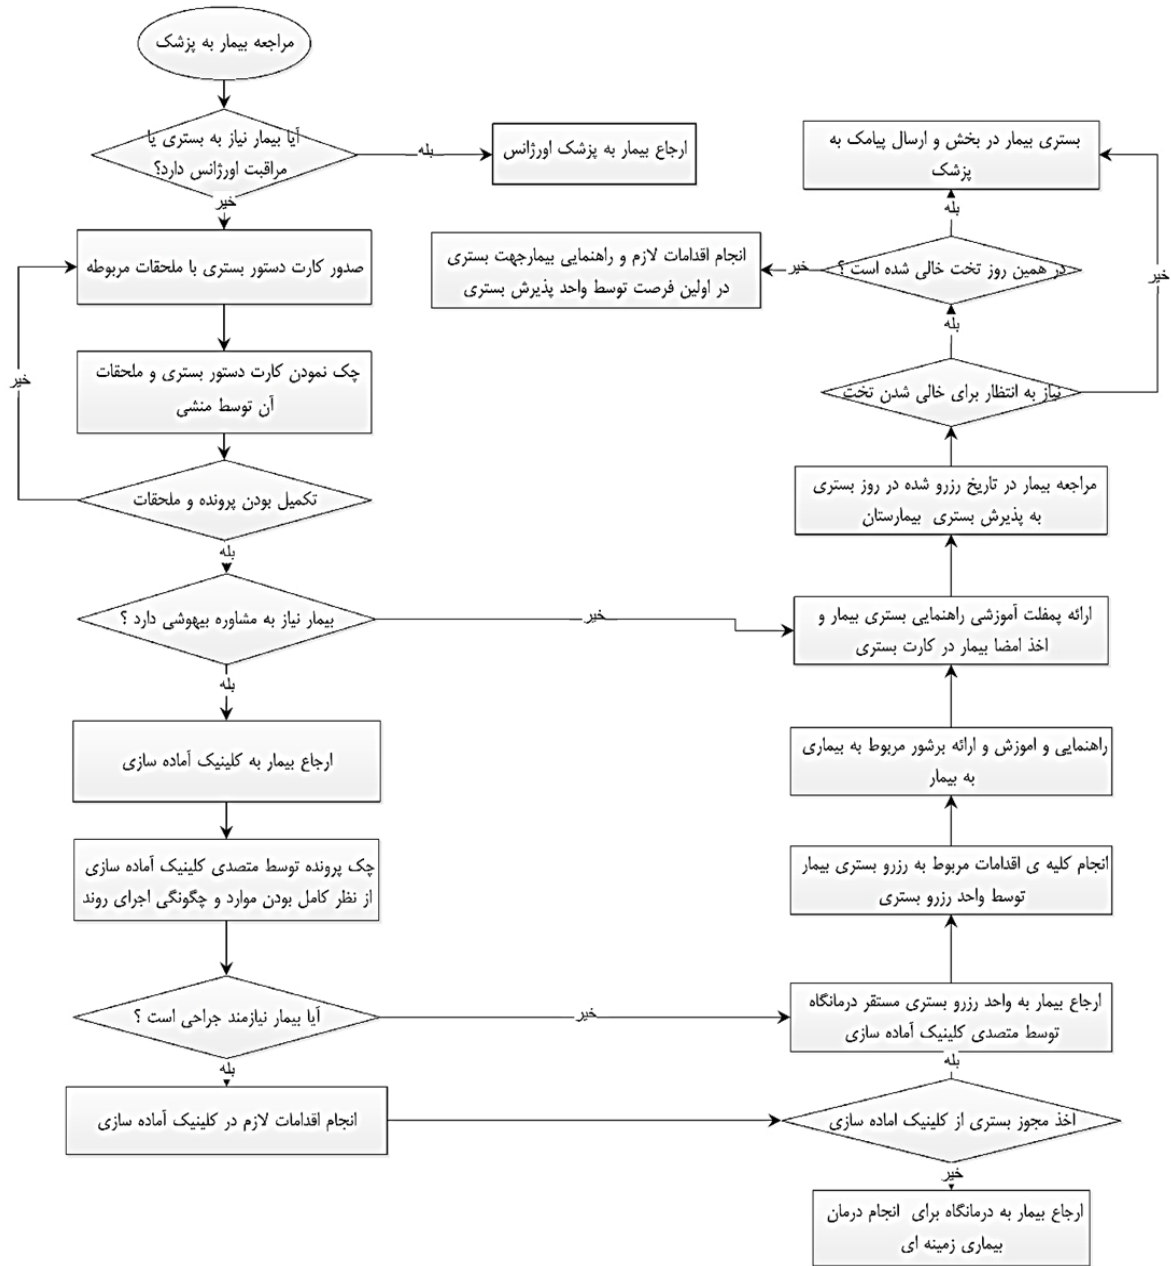 مراجعه بیمار به پزشک
آیا بیمار نیاز به بستری یا
مراقبت اورژانس دارد؟
بله
ارجاع بیمار به پزشک اورژانس
خیر
صدور کارت دستور بستری با ملحقات مربوطه
چک نمودن کارت دستور بستری و ملحقات
آن توسط منشی
خیر
تکمیل بودن پرونده و ملحقات
بله
بیمار نیاز به مشاوره بیهوشی دارد ؟
خیر
بله
ارجاع بیمار به کلینیک آماده سازی
چک پرونده توسط متصدی کلینیک آماده سازی
از نظر کامل بودن موارد و چگونگی اجرای روند
آیا بیمار نیازمند جراحی است ؟
خیر
بله
انجام اقدامات لازم در کلینیک آماده سازی
اخذ مجوز بستری از کلینیک اماده سازی
خیر
ارجاع بیمار به درمانگاه برای انجام درمان
بیماری زمینه ای
بله
ارجاع بیمار به واحد رزرو بستری مستقر درمانگاه
توسط متصدی کلینیک آماده سازی
انجام کلیه ی اقدامات مربوط به رزرو بستری بیمار
توسط واحد رزرو بستری
راهنمایی و اموزش و ارائه برشور مربوط به بیماری
به بیمار
ارائه پمفلت آموزشی راهنمایی بستری بیمار و
اخذ امضا بیمار در کارت بستری
مراجعه بیمار در تاریخ رزرو شده در روز بستری
به پذیرش بستری بیمارستان
نیاز به انتظار برای خالی شدن تخت
خیر
بله
در همین روز تخت خالی شده است ؟
خیر
انجام اقدامات لازم و راهنمایی بیمارجهت بستری
در اولین فرصت توسط واحد پذیرش بستری
بله
بستری بیمار در بخش و ارسال پیامک به
پزشک